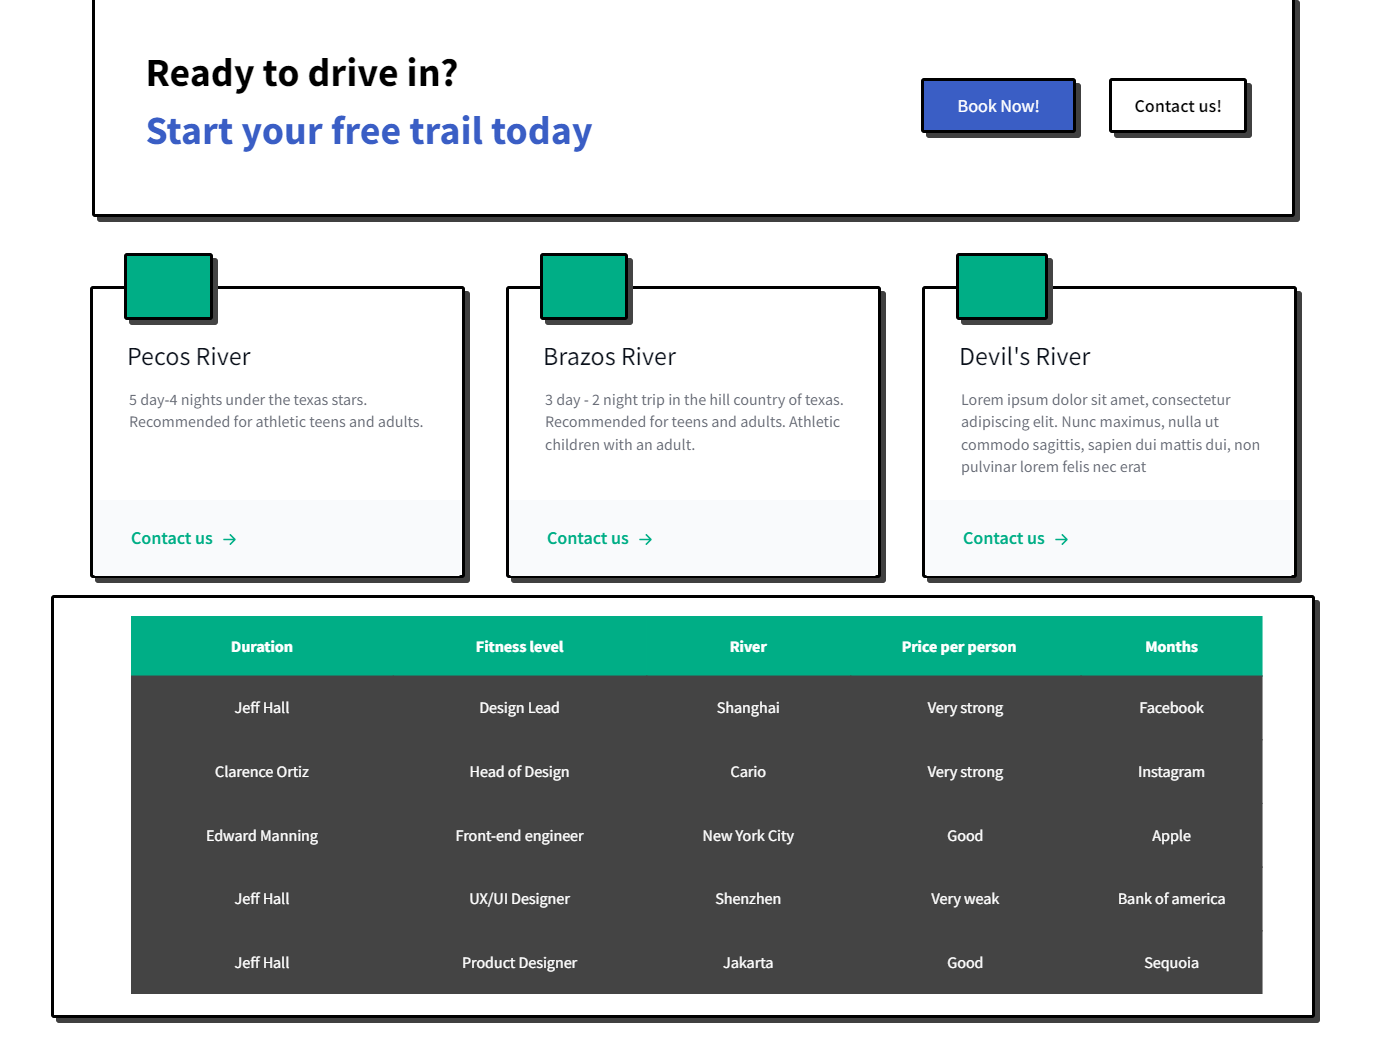 Ready to drive in?
Start your free trail today
Book Now!
Contact us!
Pecos River
5 day-4 nights under the texas stars.
Recommended for athletic teens and adults.
Contact us →
Brazos River
3 day - 2 night trip in the hill country of texas.
Recommended for teens and adults. Athletic
children with an adult.
Contact us →
Devil's River
Lorem ipsum dolor sit amet, consectetur
adipiscing elit. Nunc maximus, nulla ut
commodo sagittis, sapien dui mattis dui, non
pulvinar lorem felis nec erat
Contact us →
Duration Fitness level River Price per person Months
Jeff Hall Design Lead Shanghai Very strong Facebook
Clarence Ortiz Head of Design Cario Very strong Instagram
Edward Manning Front-end engineer New York City Good Apple
Jeff Hall UX/UI Designer Shenzhen Very weak Bank of america
Jeff Hall Product Designer Jakarta Good Sequoia